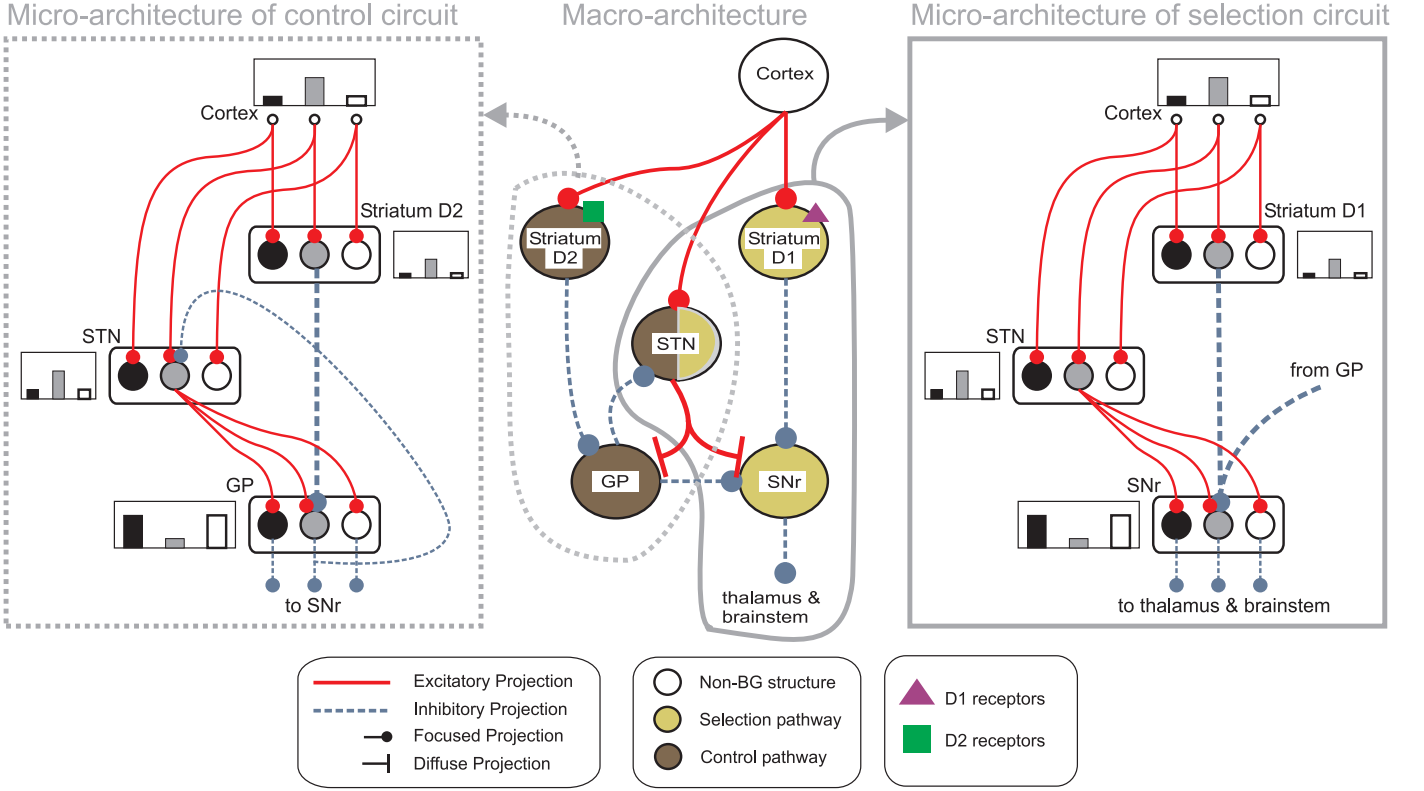 Micro-architecture of control circuit
Macro-architecture
Micro-architecture of selection circuit
Cortex
Striatum D2
STN
GP
to SNr
Cortex
Striatum
D2
Striatum
D1
STN
GP
SNr
thalamus &
brainstem
Cortex
Striatum D1
STN
from GP
SNr
to thalamus & brainstem
Excitatory Projection
Inhibitory Projection
Focused Projection
Diffuse Projection
Non-BG structure
Selection pathway
Control pathway
D1 receptors
D2 receptors